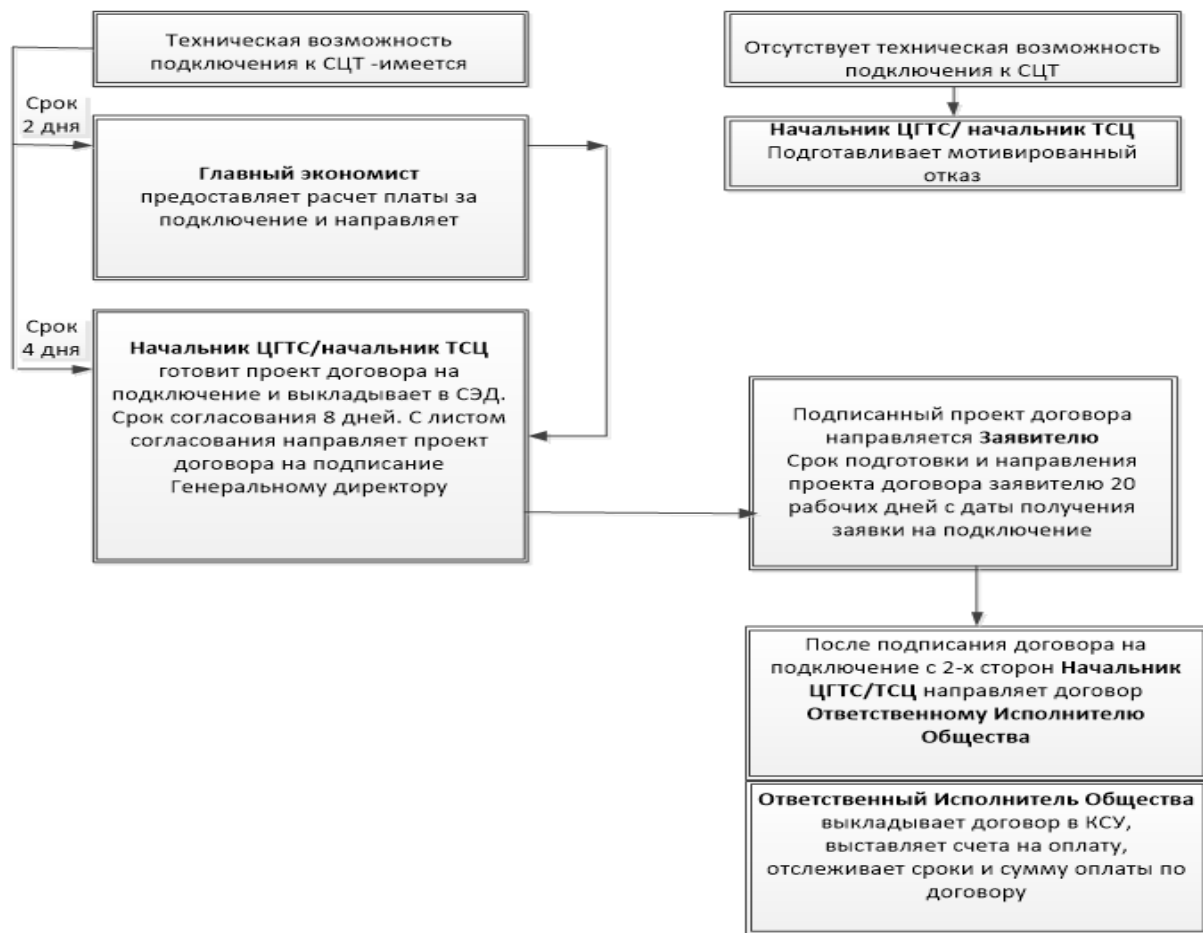 Техническая возможность
подключения к СЦТ -имеется
Срок
2 дня
Главный экономист
предоставляет расчет платы за
подключение и направляет
Срок
4 дня
Начальник ЦГТС/начальник ТСЦ
готовит проект договора на
подключение и выкладывает в СЭД.
Срок согласования 8 дней. С листом
согласования направляет проект
договора на подписание
Генеральному директору
Отсутствует техническая возможность
подключения к СЦТ
Начальник ЦГТС/ начальник ТСЦ
Подготавливает мотивированный
отказ
Подписанный проект договора
направляется Заявителю
Срок подготовки и направления
проекта договора заявителю 20
рабочих дней с даты получения
заявки на подключение
После подписания договора на
подключение с 2-х сторон Начальник
ЦГТС/ТСЦ направляет договор
Ответственному Исполнителю
Общества
Ответственный Исполнитель Общества
выкладывает договор в КСУ,
выставляет счета на оплату,
отслеживает сроки и сумму оплаты по
договору